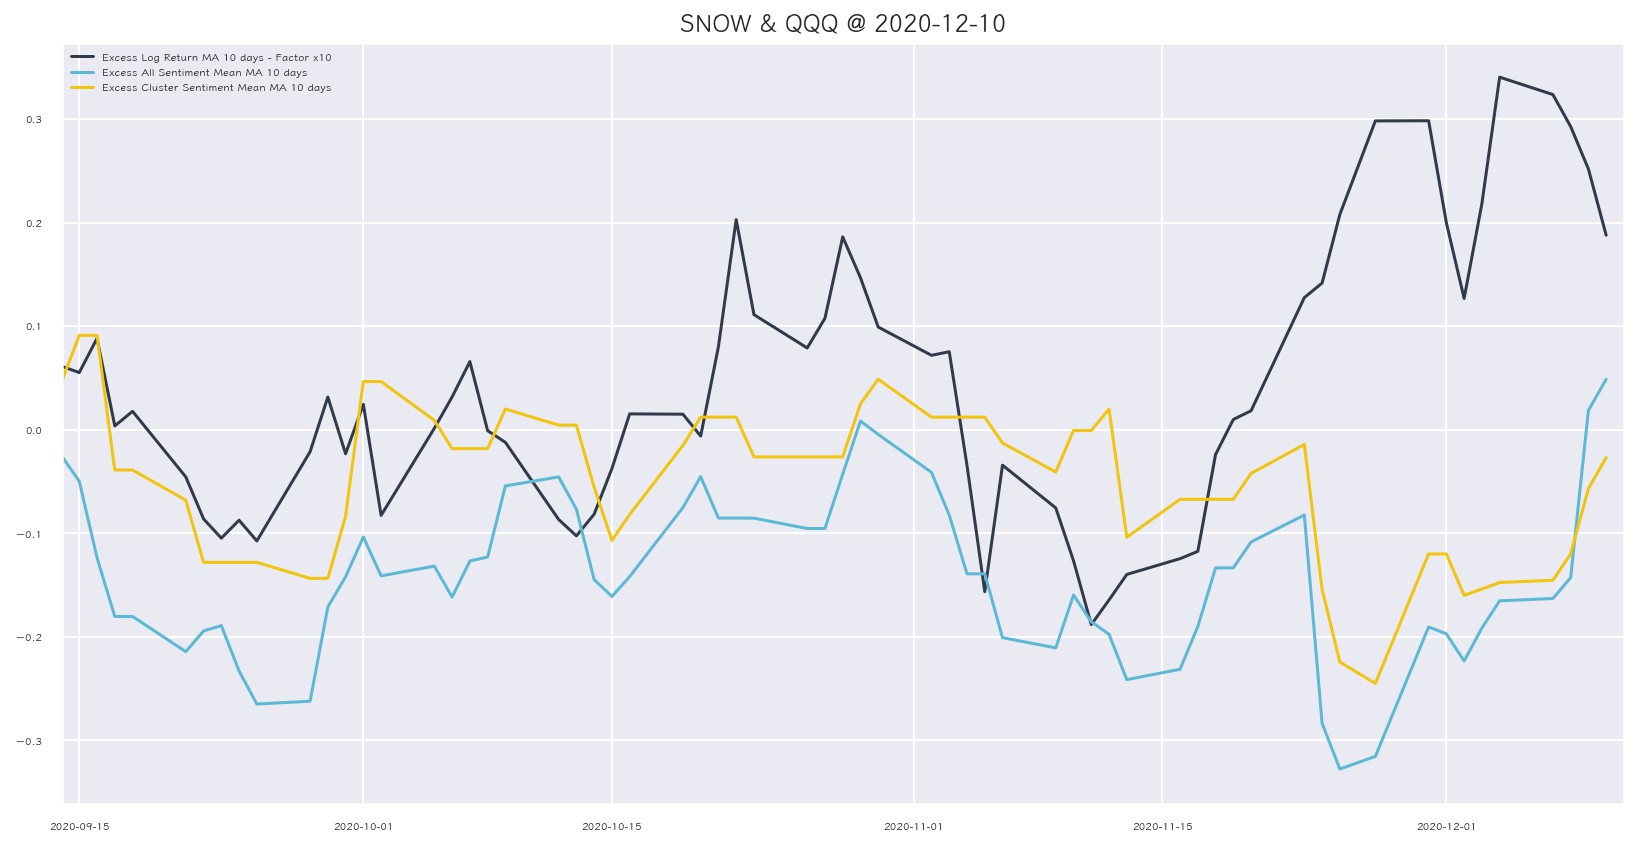 SNOW & QQQ @ 2020-12-10
Excess Log Return MA 10 days - Factor x10
Excess All Sentiment Mean MA 10 days
Excess Cluster Sentiment Mean MA 10 days
0.3
0.2
0.1
0.0
−0.1
−0.2
−0.3
2020-09-15 2020-10-01 2020-10-15 2020-11-01 2020-11-15 2020-12-01